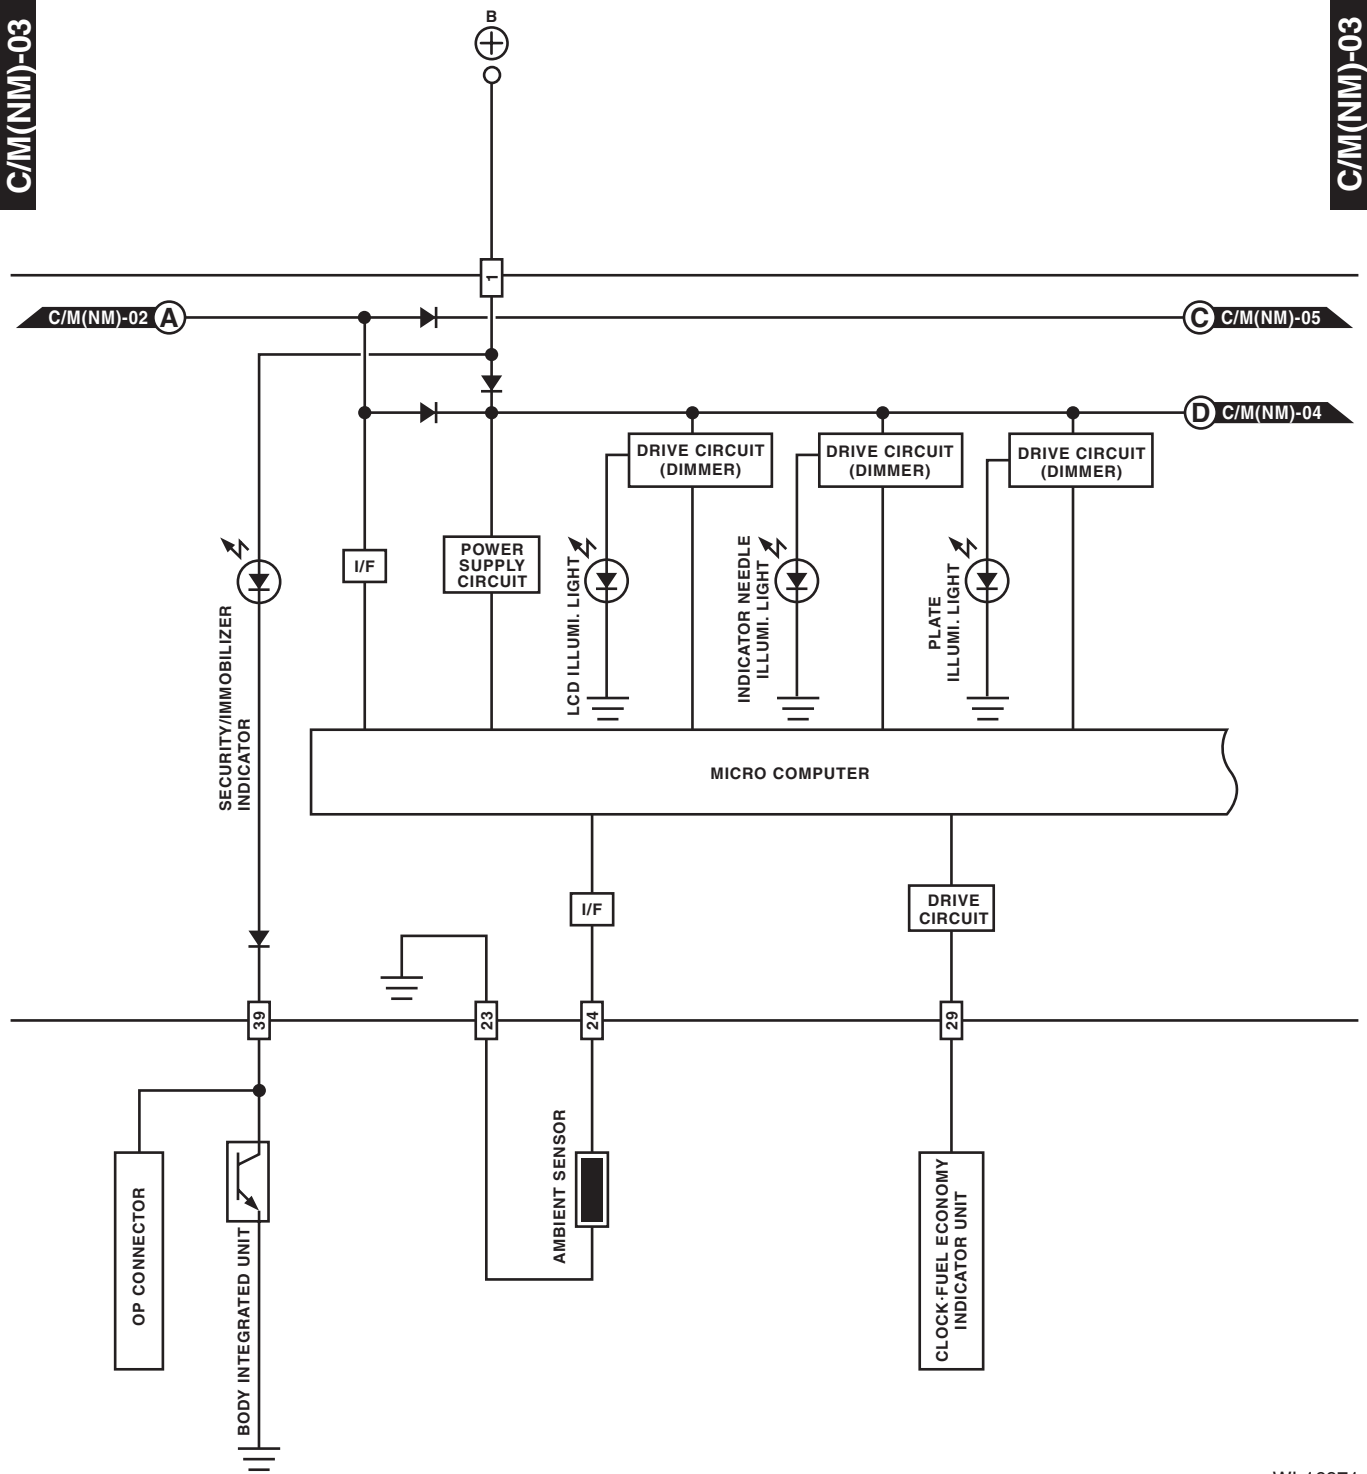 C/M(NM)-03
C/M(NM)-03
B
1
C/M(NM)-02
A
C
C/M(NM)-05
D
C/M(NM)-04
DRIVE CIRCUIT
(DIMMER)
DRIVE CIRCUIT
(DIMMER)
DRIVE CIRCUIT
(DIMMER)
SECURITY/IMMOBILIZER
INDICATOR
I/F
POWER
SUPPLY
CIRCUIT
LCD ILLUMI. LIGHT
INDICATOR NEEDLE
ILLUMI. LIGHT
PLATE
ILLUMI. LIGHT
MICRO COMPUTER
I/F
DRIVE
CIRCUIT
39
23
24
29
OP CONNECTOR
BODY INTEGRATED UNIT
AMBIENT SENSOR
CLOCK·FUEL ECONOMY
INDICATOR UNIT